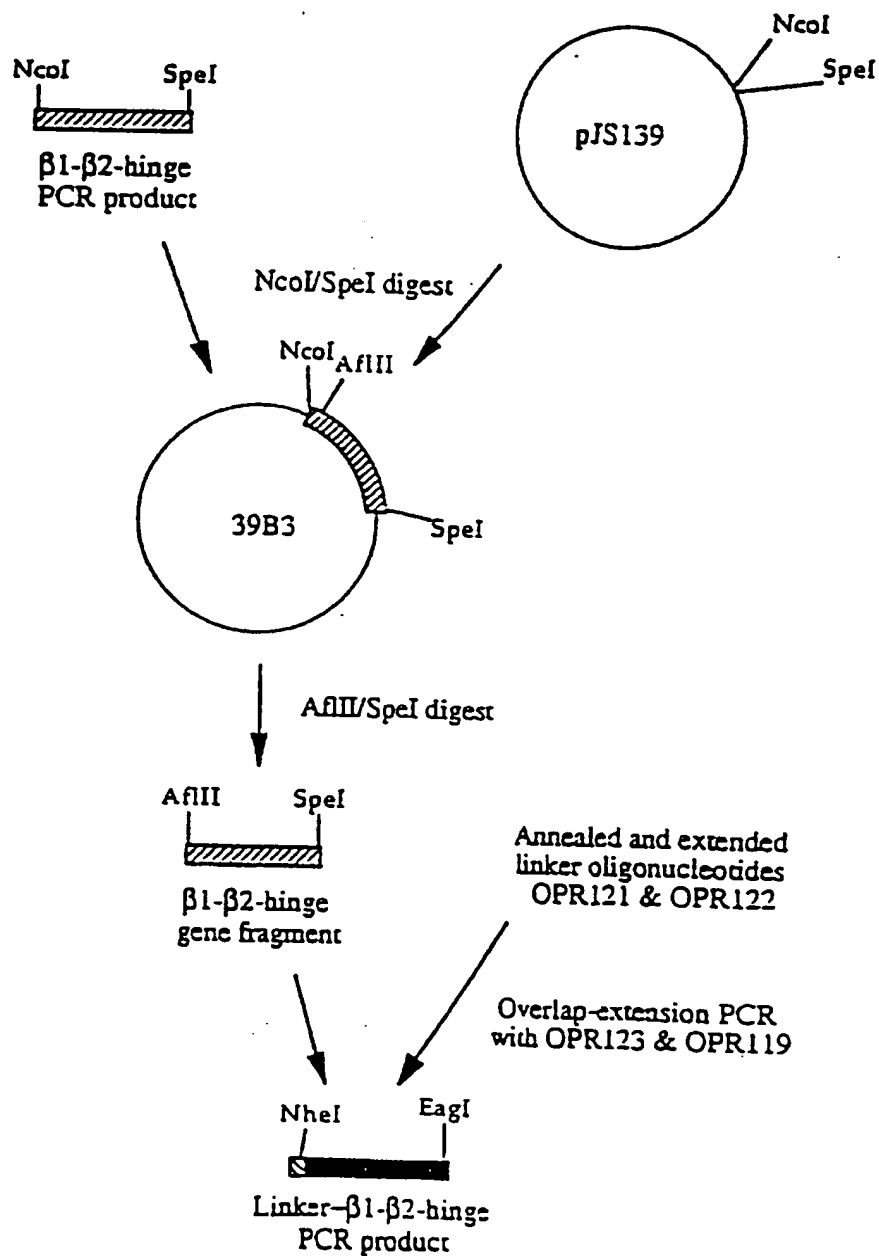 NcoI
SpeI
β1-β2-hinge
PCR product
NcoI
SpeI
pJS139
NcoI/SpeI digest
NcoI
AflII
39B3
SpeI
AflII/SpeI digest
AflII
SpeI
β1-β2-hinge
gene fragment
Annealed and extended
linker oligonucleotides
OPR121 & OPR122
Overlap-extension PCR
with OPR123 & OPR119
NheI
EagI
Linker-β1-β2-hinge
PCR product